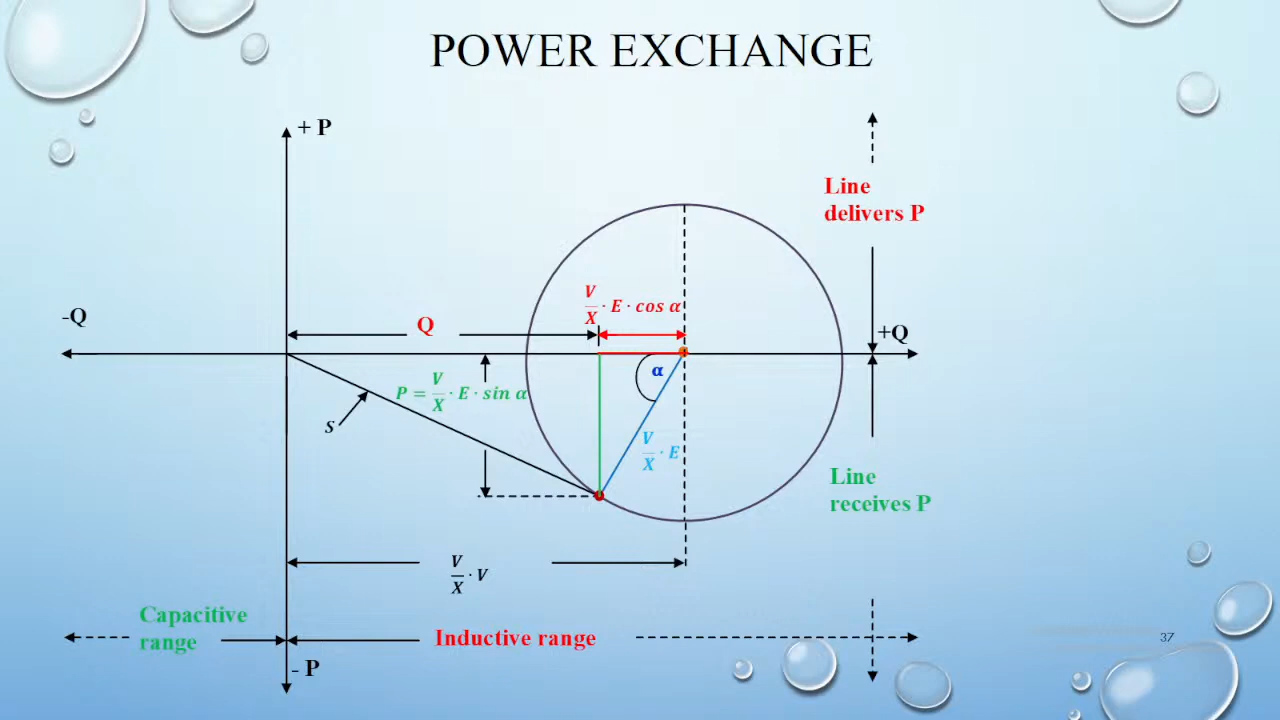 POWER EXCHANGE
+ P
Line
delivers P
V/X · E · cos α
-Q
Q
+Q
α
P = V/X · E · sin α
S
V/X · E
Line
receives P
V/X · V
Capacitive
range
Inductive range
37
- P